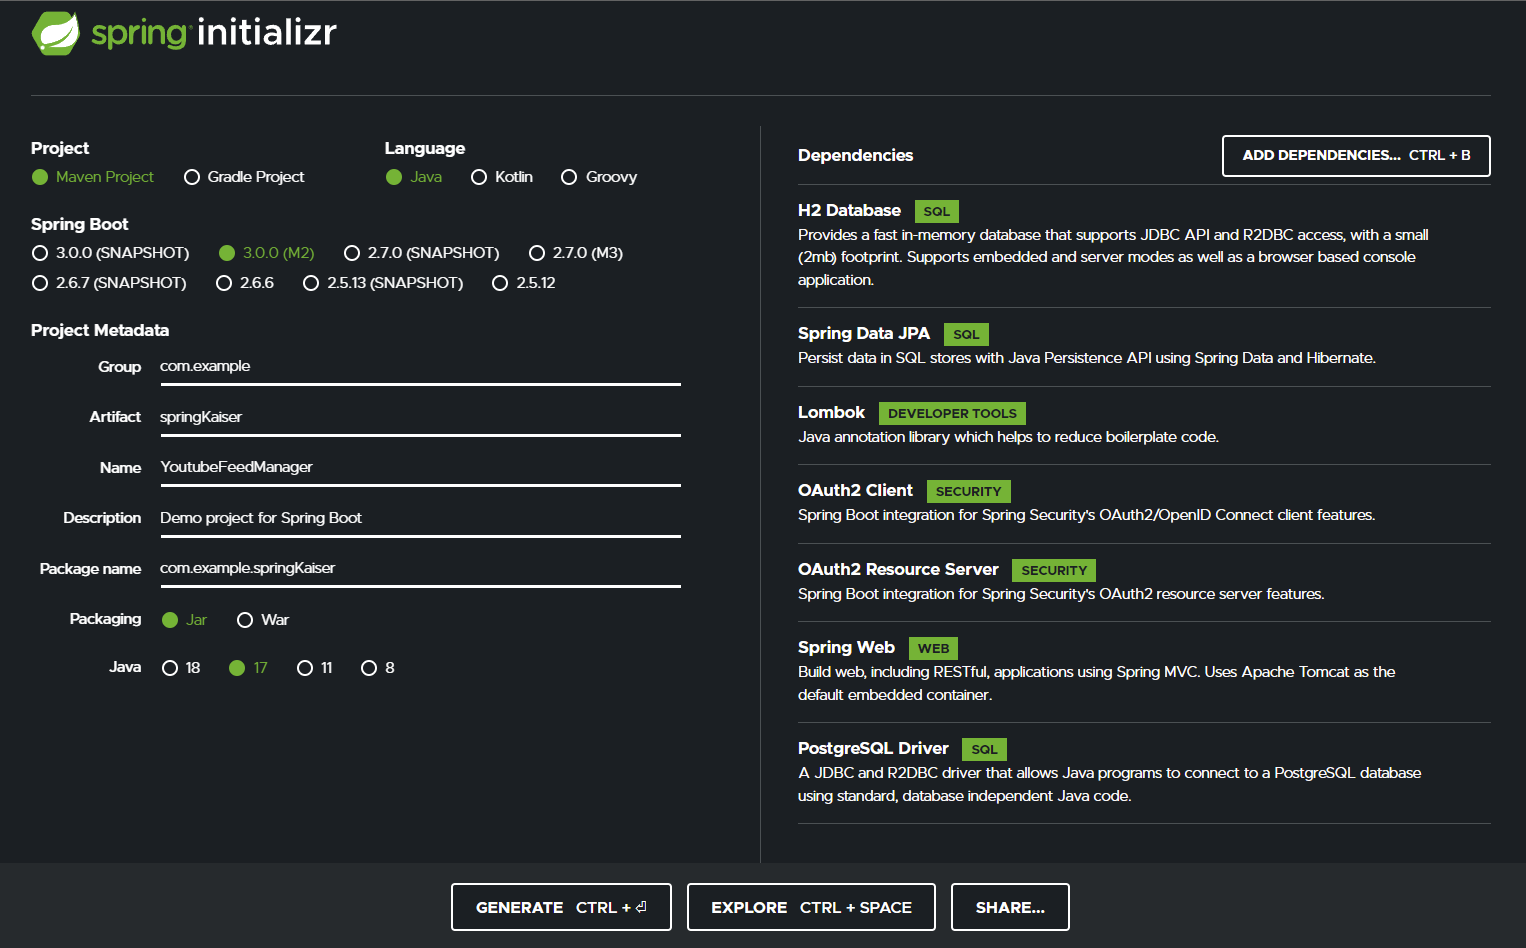 spring initializr
Project
Maven Project Gradle Project
Language
Java Kotlin Groovy
Spring Boot
3.0.0 (SNAPSHOT) 3.0.0 (M2) 2.7.0 (SNAPSHOT) 2.7.0 (M3)
2.6.7 (SNAPSHOT) 2.6.6 2.5.13 (SNAPSHOT) 2.5.12
Project Metadata
Group com.example
Artifact springKaiser
Name YoutubeFeedManager
Description Demo project for Spring Boot
Package name com.example.springKaiser
Packaging Jar War
Java 18 17 11 8
Dependencies
ADD DEPENDENCIES... CTRL + B
H2 Database SQL
Provides a fast in-memory database that supports JDBC API and R2DBC access, with a small
(2mb) footprint. Supports embedded and server modes as well as a browser based console
application.
Spring Data JPA SQL
Persist data in SQL stores with Java Persistence API using Spring Data and Hibernate.
Lombok DEVELOPER TOOLS
Java annotation library which helps to reduce boilerplate code.
OAuth2 Client SECURITY
Spring Boot integration for Spring Security's OAuth2/OpenID Connect client features.
OAuth2 Resource Server SECURITY
Spring Boot integration for Spring Security's OAuth2 resource server features.
Spring Web WEB
Build web, including RESTful, applications using Spring MVC. Uses Apache Tomcat as the
default embedded container.
PostgreSQL Driver SQL
A JDBC and R2DBC driver that allows Java programs to connect to a PostgreSQL database
using standard, database independent Java code.
GENERATE CTRL + ⏎
EXPLORE CTRL + SPACE
SHARE...